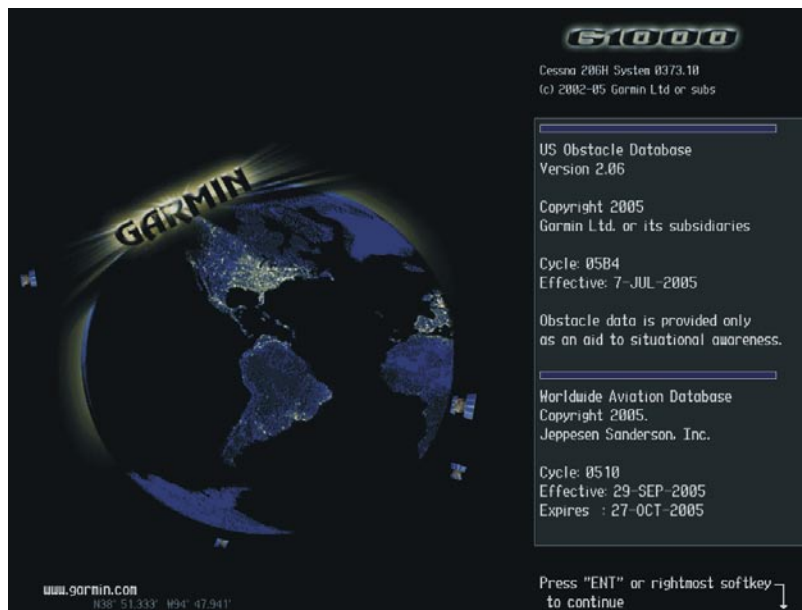 G1000
Cessna 206H System 0373.10
(c) 2002-05 Garmin Ltd or subs
GARMIN
US Obstacle Database
Version 2.06
Copyright 2005
Garmin Ltd. or its subsidiaries
Cycle: 05B4
Effective: 7-JUL-2005
Obstacle data is provided only
as an aid to situational awareness.
Worldwide Aviation Database
Copyright 2005.
Jeppesen Sanderson, Inc.
Cycle: 0510
Effective: 29-SEP-2005
Expires : 27-OCT-2005
www.garmin.com
N38° 51.333' W94° 47.941'
Press "ENT" or rightmost softkey
to continue